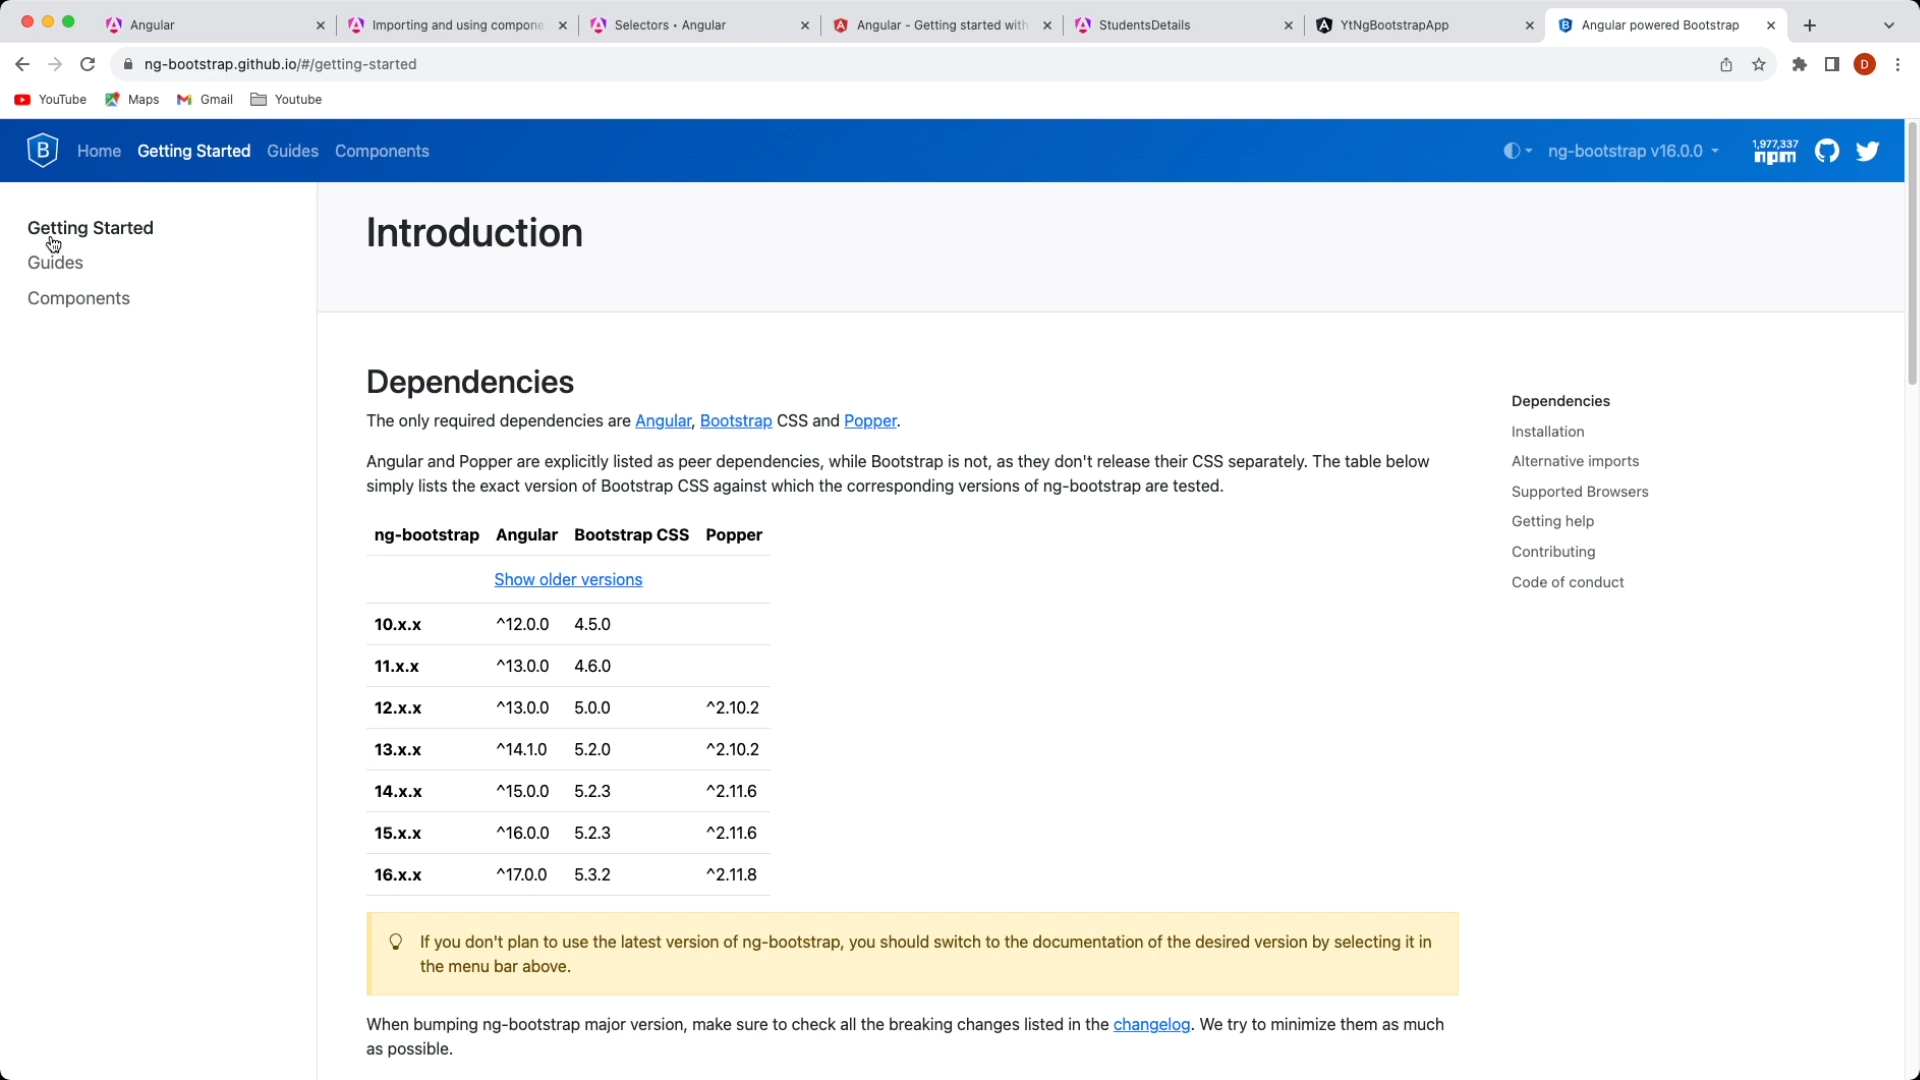 Angular
Importing and using compone
Selectors • Angular
Angular - Getting started with
StudentsDetails
YtNgBootstrapApp
Angular powered Bootstrap
ng-bootstrap.github.io/#/getting-started
D
YouTube
Maps
Gmail
Youtube
B
Home
Getting Started
Guides
Components
ng-bootstrap v16.0.0
1,977,337
npm
Getting Started
Guides
Components
Introduction
Dependencies
The only required dependencies are Angular, Bootstrap CSS and Popper.
Angular and Popper are explicitly listed as peer dependencies, while Bootstrap is not, as they don't release their CSS separately. The table below
simply lists the exact version of Bootstrap CSS against which the corresponding versions of ng-bootstrap are tested.
ng-bootstrap Angular Bootstrap CSS Popper
Show older versions
10.x.x ^12.0.0 4.5.0
11.x.x ^13.0.0 4.6.0
12.x.x ^13.0.0 5.0.0 ^2.10.2
13.x.x ^14.1.0 5.2.0 ^2.10.2
14.x.x ^15.0.0 5.2.3 ^2.11.6
15.x.x ^16.0.0 5.2.3 ^2.11.6
16.x.x ^17.0.0 5.3.2 ^2.11.8
If you don't plan to use the latest version of ng-bootstrap, you should switch to the documentation of the desired version by selecting it in
the menu bar above.
When bumping ng-bootstrap major version, make sure to check all the breaking changes listed in the changelog. We try to minimize them as much
as possible.
Dependencies
Installation
Alternative imports
Supported Browsers
Getting help
Contributing
Code of conduct